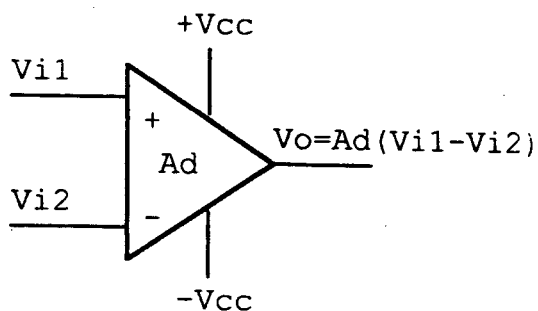 +Vcc
Vi1
+
Vo=Ad(Vi1-Vi2)
Ad
Vi2
-
-Vcc